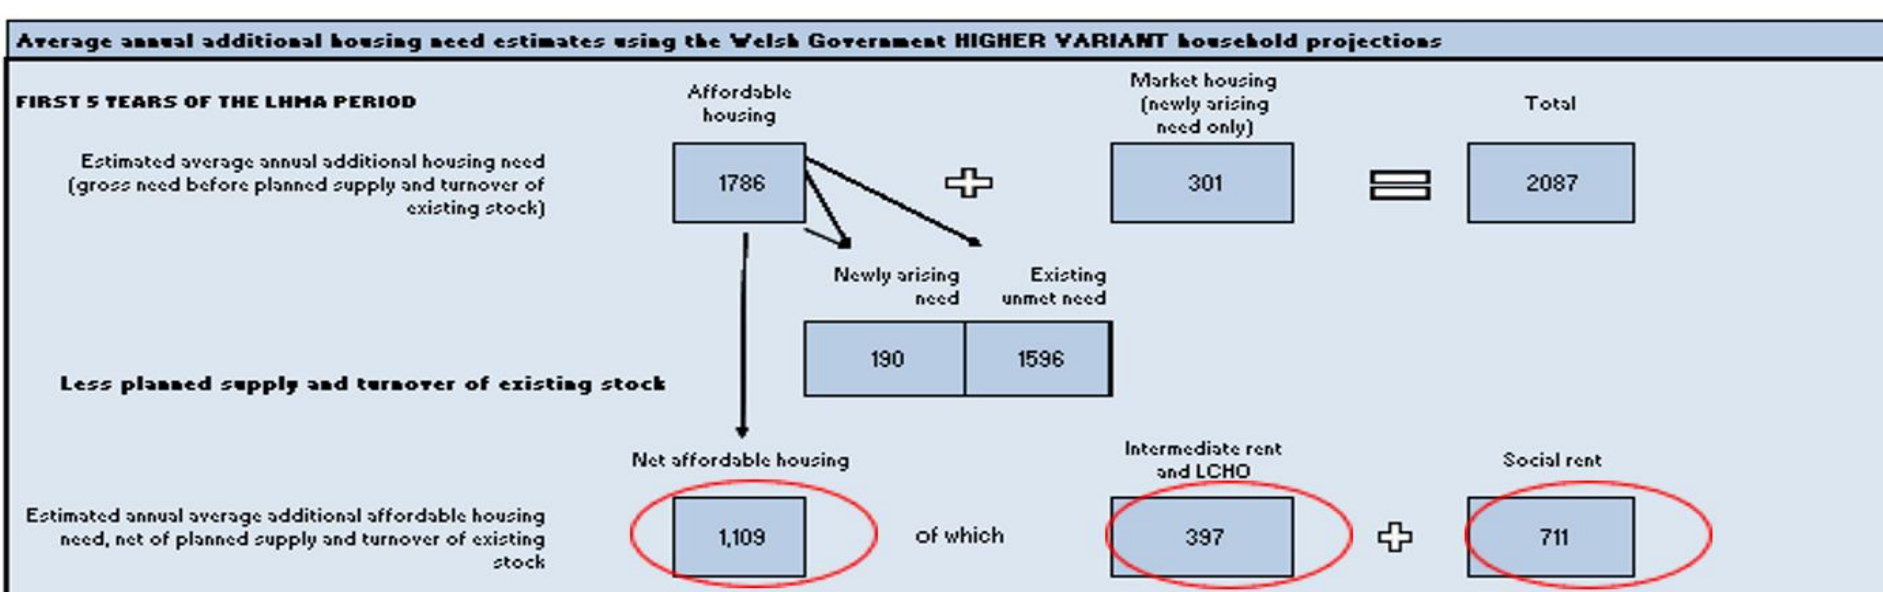 Average annual additional housing need estimates using the Welsh Government HIGHER VARIANT household projections
FIRST 5 YEARS OF THE LHMA PERIOD
Affordable
housing
Market housing
(newly arising
need only)
Total
Estimated average annual additional housing need
(gross need before planned supply and turnover of
existing stock)
1786
301
2087
Newly arising
need
Existing
unmet need
190
1596
Less planned supply and turnover of existing stock
Net affordable housing
Intermediate rent
and LCHO
Social rent
Estimated annual average additional affordable housing
need, net of planned supply and turnover of existing
stock
1,109
of which
397
711